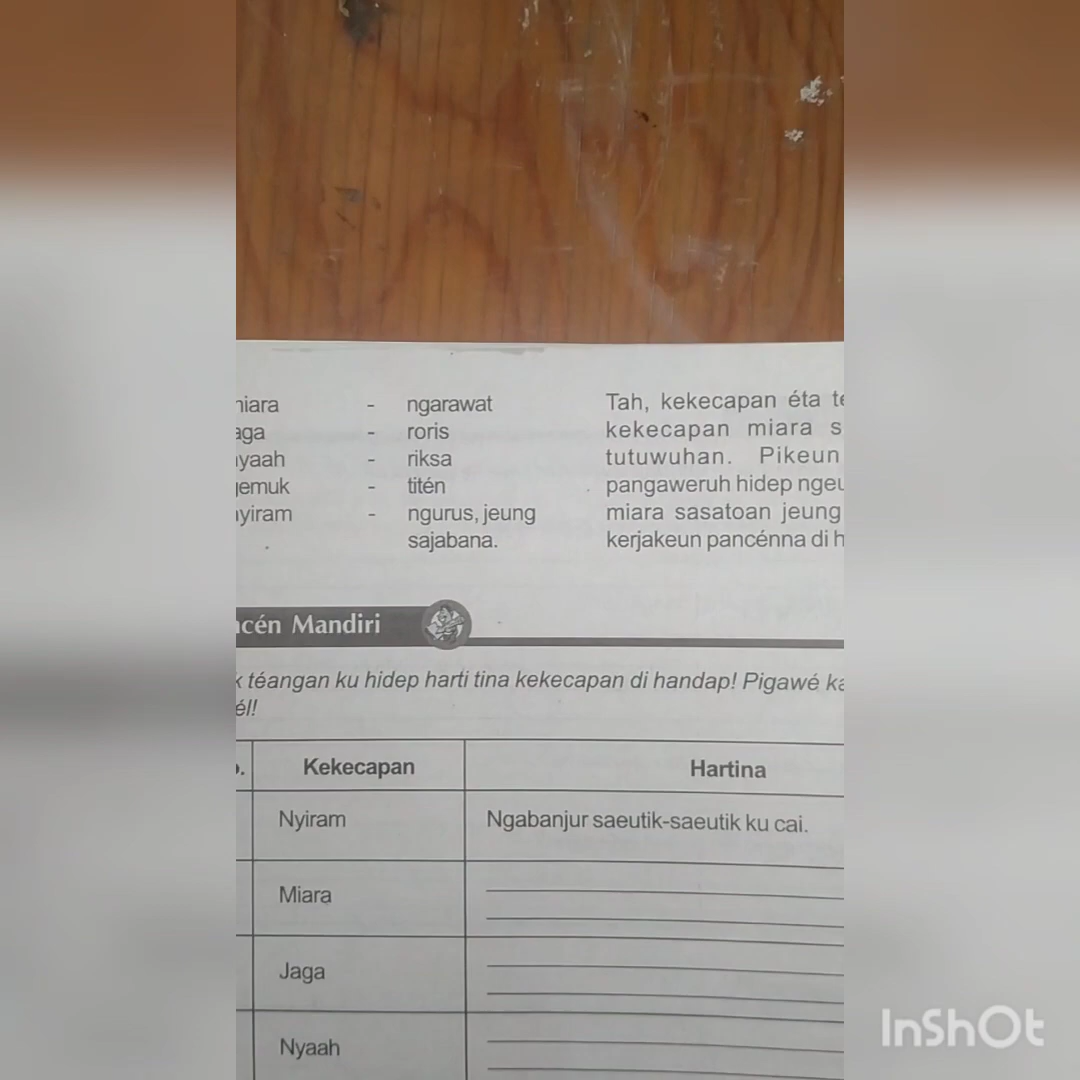 - ngarawat
- roris
- riksa
- titén
- ngurus, jeung
sajabana.
Tah, kekecapan éta
kekecapan miara
tutuwuhan. Pikeun
pangaweruh hidep
miara sasatoan jeung
kerjakeun pancénna di
Mandiri
téangan ku hidep harti tina kekecapan di handap! Pigawé
Kekecapan Hartina
Nyiram Ngabanjur saeutik-saeutik ku cai.
Miara
Jaga
Nyaah
InShOt